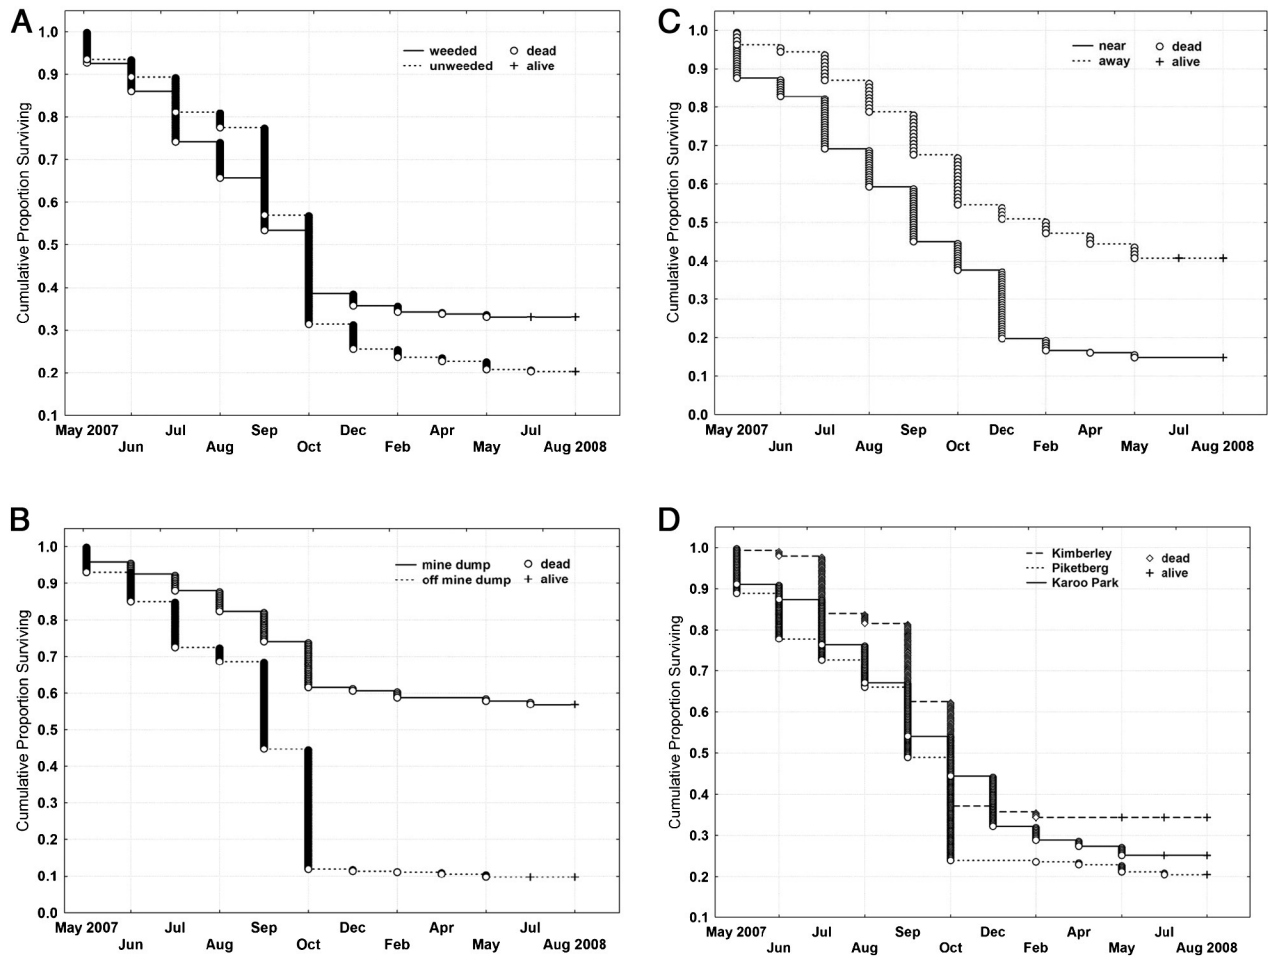 A
1.0
0.9
0.8
0.7
0.6
0.5
0.4
0.3
0.2
0.1
Cumulative Proportion Surviving
weeded dead
unweeded alive
May 2007 Jul Sep Dec Apr Jul
Jun Aug Oct Feb May Aug 2008
C
1.0
0.9
0.8
0.7
0.6
0.5
0.4
0.3
0.2
0.1
0.0
Cumulative Proportion Surviving
near dead
away alive
May 2007 Jul Sep Dec Apr Jul
Jun Aug Oct Feb May Aug 2008
B
1.0
0.9
0.8
0.7
0.6
0.5
0.4
0.3
0.2
0.1
0.0
Cumulative Proportion Surviving
mine dump dead
off mine dump alive
May 2007 Jul Sep Dec Apr Jul
Jun Aug Oct Feb May Aug 2008
D
1.0
0.9
0.8
0.7
0.6
0.5
0.4
0.3
0.2
0.1
Cumulative Proportion Surviving
Kimberley dead
Piketberg alive
Karoo Park
May 2007 Jul Sep Dec Apr Jul
Jun Aug Oct Feb May Aug 2008